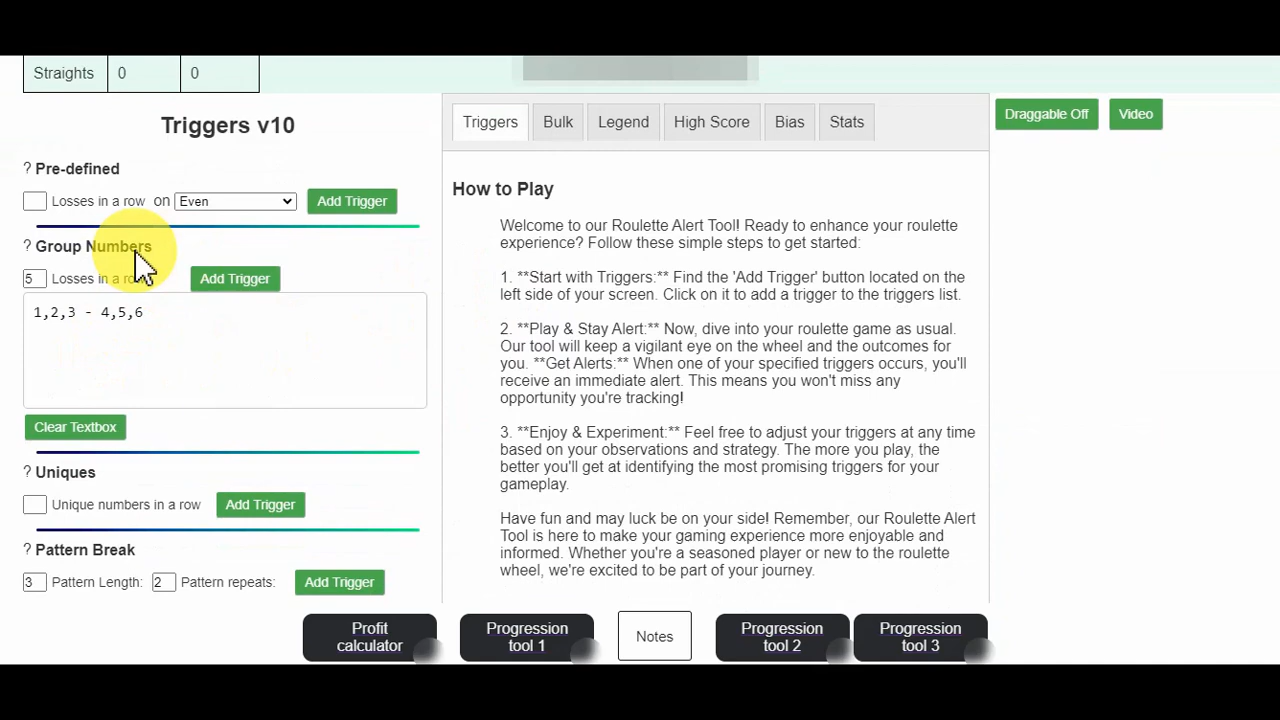 Straights 0 0
Triggers v10
? Pre-defined
Losses in a row on Even Add Trigger
? Group Numbers
5 Losses in a row Add Trigger
1,2,3 - 4,5,6
Clear Textbox
? Uniques
Unique numbers in a row Add Trigger
? Pattern Break
3 Pattern Length: 2 Pattern repeats: Add Trigger
Triggers Bulk Legend High Score Bias Stats
How to Play
Welcome to our Roulette Alert Tool! Ready to enhance your roulette
experience? Follow these simple steps to get started:
1. **Start with Triggers:** Find the 'Add Trigger' button located on the
left side of your screen. Click on it to add a trigger to the triggers list.
2. **Play & Stay Alert:** Now, dive into your roulette game as usual.
Our tool will keep a vigilant eye on the wheel and the outcomes for
you. **Get Alerts:** When one of your specified triggers occurs, you'll
receive an immediate alert. This means you won't miss any
opportunity you're tracking!
3. **Enjoy & Experiment:** Feel free to adjust your triggers at any time
based on your observations and strategy. The more you play, the
better you'll get at identifying the most promising triggers for your
gameplay.
Have fun and may luck be on your side! Remember, our Roulette Alert
Tool is here to make your gaming experience more enjoyable and
informed. Whether you're a seasoned player or new to the roulette
wheel, we're excited to be part of your journey.
Draggable Off Video
Profit
calculator
Progression
tool 1
Notes
Progression
tool 2
Progression
tool 3